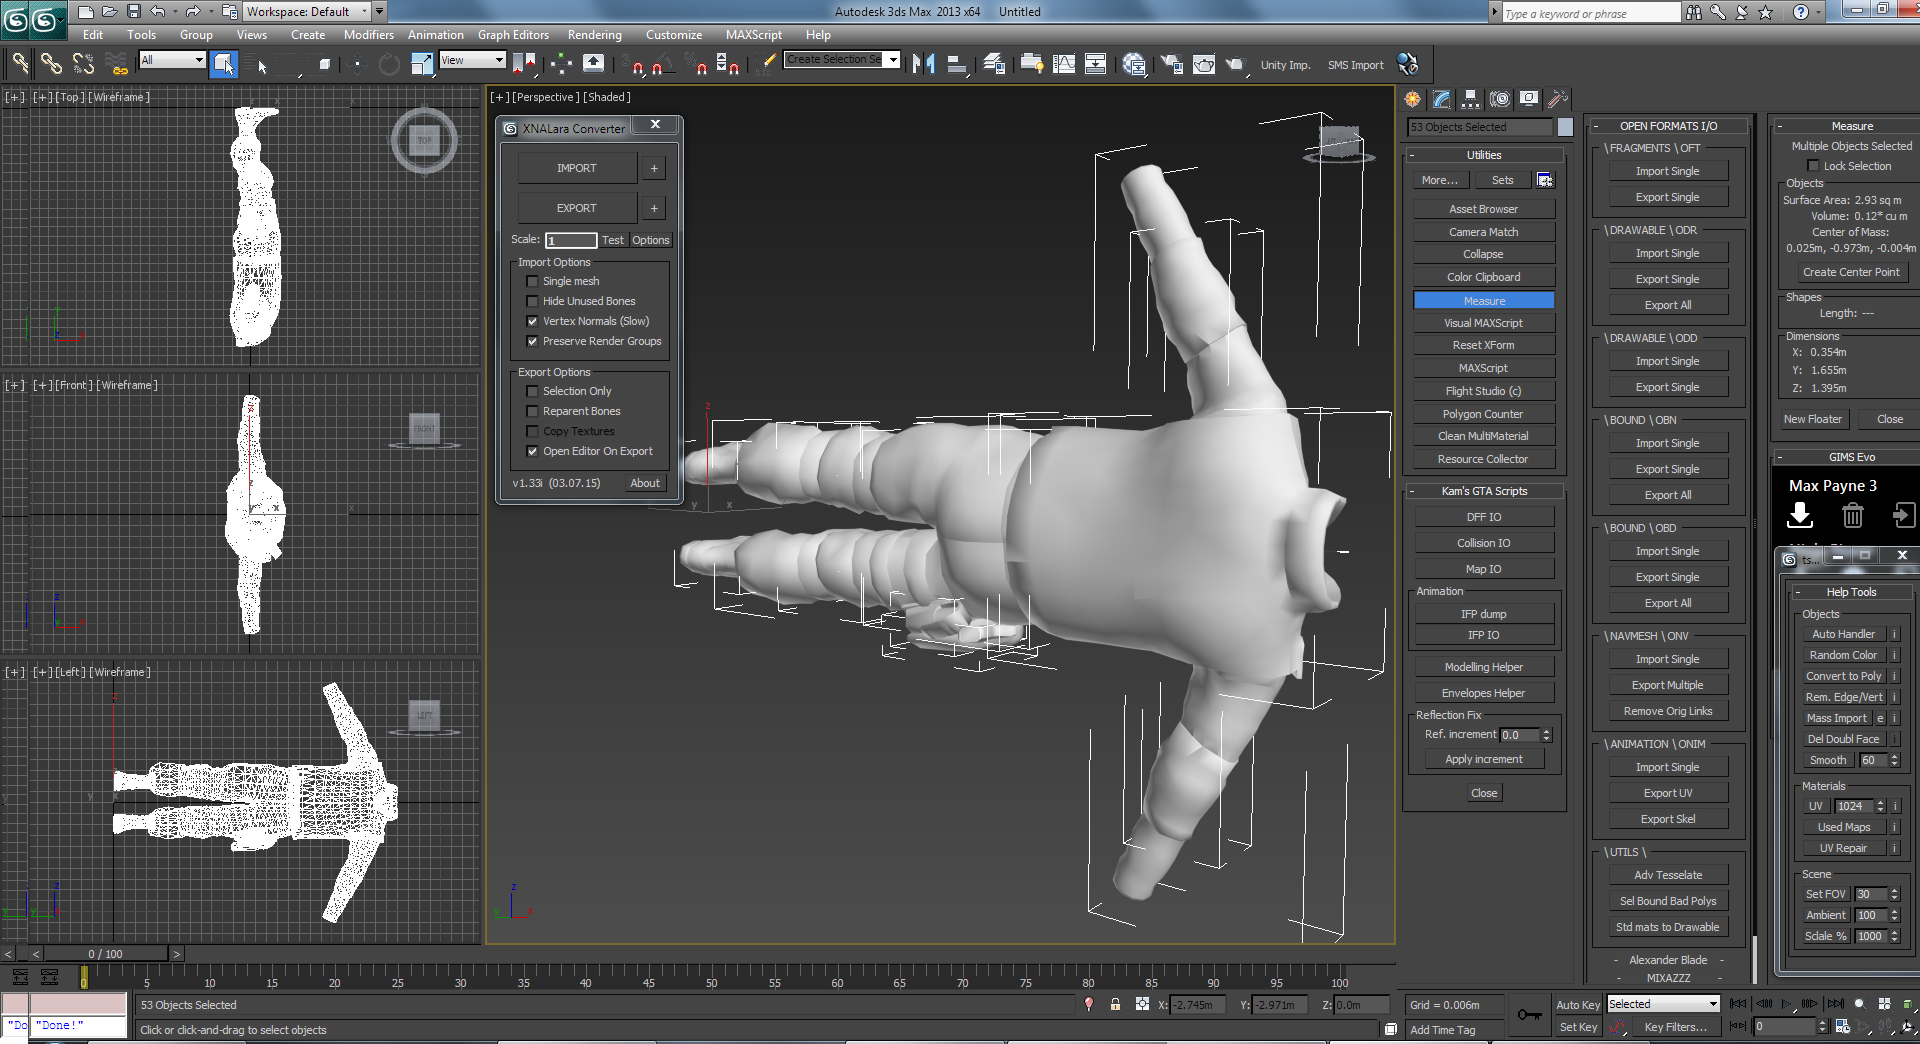 Workspace: Default
Autodesk 3ds Max 2013 x64 Untitled
Type a keyword or phrase
Edit Tools Group Views Create Modifiers Animation Graph Editors Rendering Customize MAXScript Help
All
View
Create Selection Se
Unity Imp.
SMS Import
[+] [+] [Top] [Wireframe]
TOP
[+] [+] [Front] [Wireframe]
FRONT
[+] [+] [Left] [Wireframe]
LEFT
[+] [Perspective] [Shaded]
XNALara Converter
IMPORT +
EXPORT +
Scale: 1 Test Options
Import Options
Single mesh
Hide Unused Bones
Vertex Normals (Slow)
Preserve Render Groups
Export Options
Selection Only
Reparent Bones
Copy Textures
Open Editor On Export
v1.33i (03.07.15) About
53 Objects Selected
- Utilities
More... Sets
Asset Browser
Camera Match
Collapse
Color Clipboard
Measure
Visual MAXScript
Reset XForm
MAXScript
Flight Studio (c)
Polygon Counter
Clean MultiMaterial
Resource Collector
- Kam's GTA Scripts
DFF IO
Collision IO
Map IO
Animation
IFP dump
IFP IO
Modelling Helper
Envelopes Helper
Reflection Fix
Ref. increment 0.0
Apply increment
Close
- OPEN FORMATS I/O
\FRAGMENTS \OFT
Import Single
Export Single
\DRAWABLE \ODR
Import Single
Export Single
Export All
\DRAWABLE \ODD
Import Single
Export Single
\BOUND \OBN
Import Single
Export Single
Export All
\BOUND \OBD
Import Single
Export Single
Export All
\NAVMESH \ONV
Import Single
Export Multiple
Remove Orig Links
\ANIMATION \ONIM
Import Single
Export UV
Export Skel
\UTILS \
Adv Tesselate
Sel Bound Bad Polys
Std mats to Drawable
- Alexander Blade -
- MIXAZZZ -
- Measure
Multiple Objects Selected
Lock Selection
Objects
Surface Area: 2.93 sq m
Volume: 0.12* cu m
Center of Mass:
0.025m, -0.973m, -0.004m
Create Center Point
Shapes
Length: ---
Dimensions
X: 0.354m
Y: 1.655m
Z: 1.395m
New Floater Close
- GIMS Evo
Max Payne 3
ts...
- Help Tools
Objects
Auto Handler i
Random Color i
Convert to Poly i
Rem. Edge/Vert i
Mass Import e i
Del Doubl Face i
Smooth 60
Materials
UV 1024 i
Used Maps i
UV Repair i
Scene
Set FOV 30
Ambient 100
Sclale % 1000
< < 0 / 100 >
0 5 10 15 20 25 30 35 40 45 50 55 60 65 70 75 80 85 90 95 100
53 Objects Selected
X: -2.745m Y: -2.971m Z: 0.0m
Grid = 0.006m
Auto Key Selected
"Do "Done!"
Click or click-and-drag to select objects
Add Time Tag
Set Key Key Filters... 0